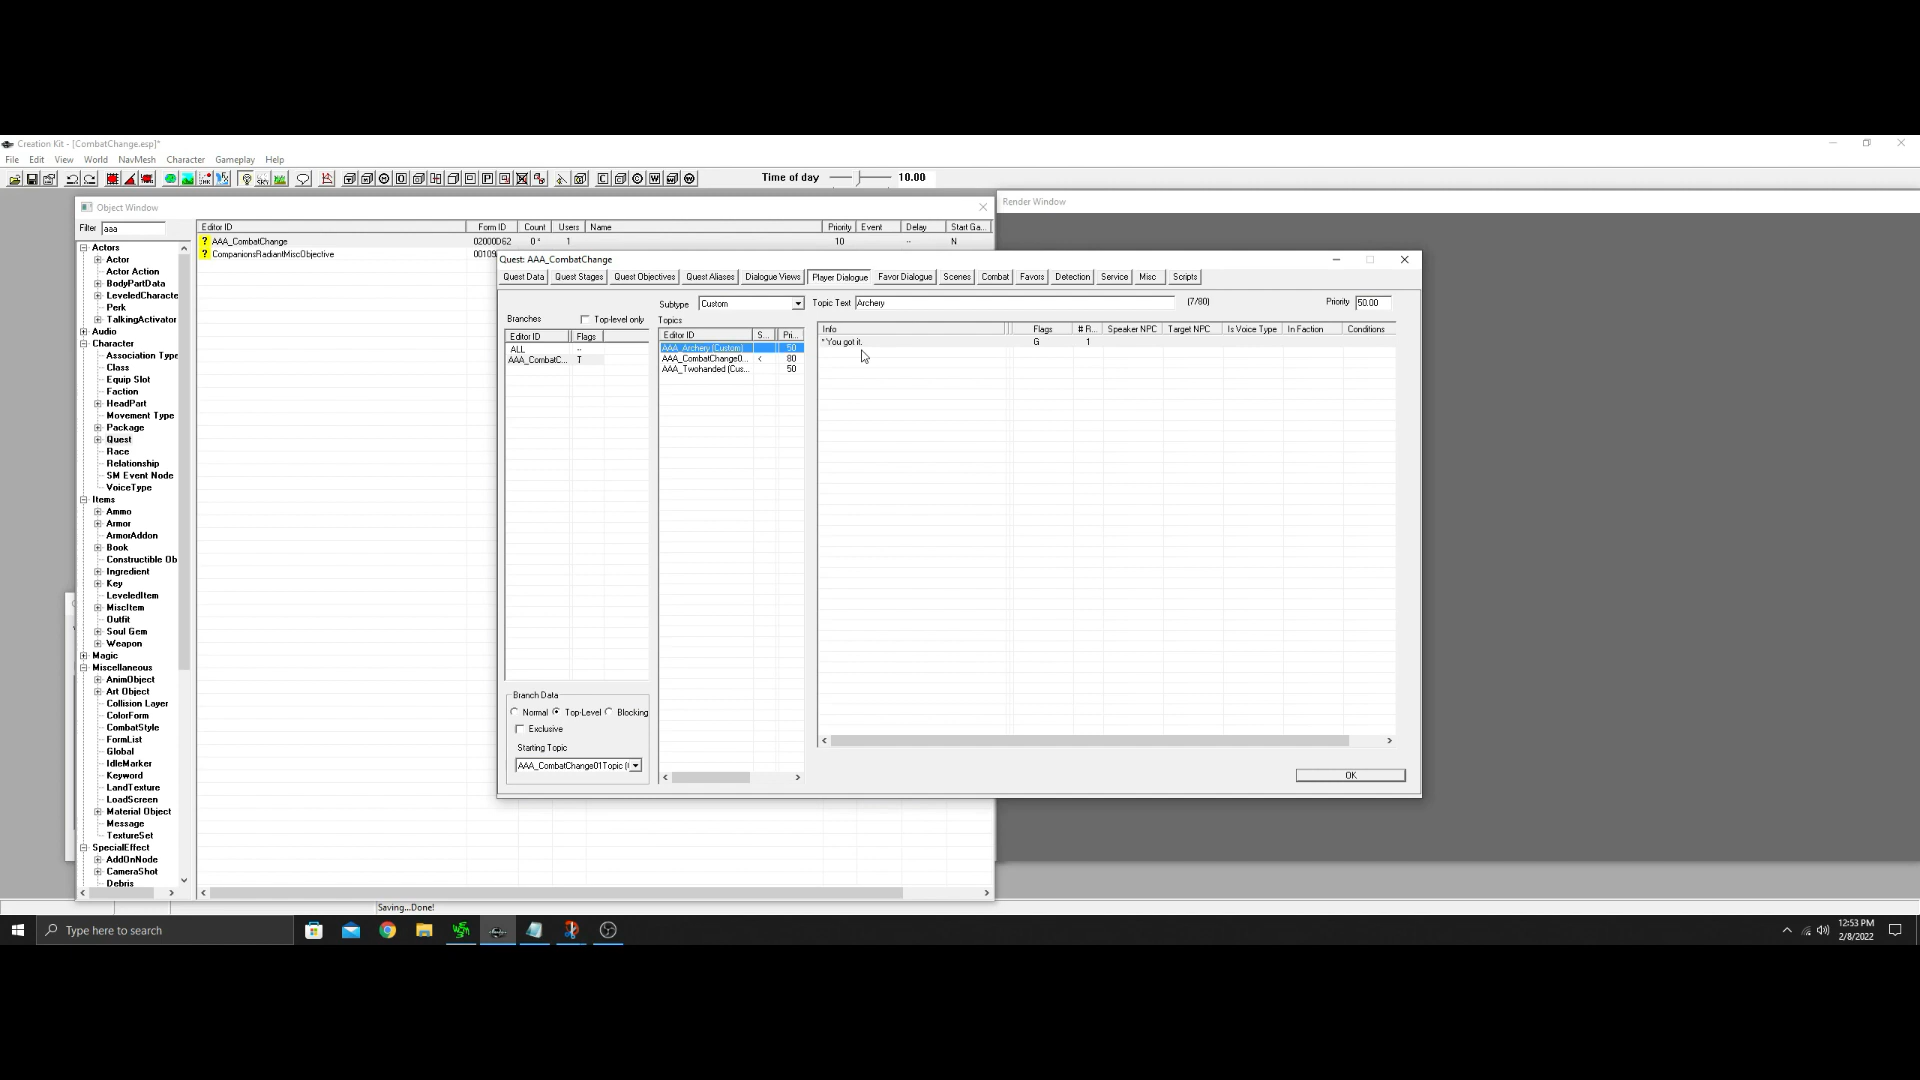 Creation Kit - [CombatChange.esp]*
File Edit View World NavMesh Character Gameplay Help
Time of day 10.00
Object Window
Render Window
Filter aaa
Editor ID Form ID Count Users Name Priority Event Delay Start Ga...
AAA_CombatChange 02000D62 0 * 1 10 -- N
CompanionsRadiantMiscObjective
Actors
Actor
Actor Action
BodyPartData
LeveledCharacte
Perk
TalkingActivator
Audio
Character
Association Type
Class
Equip Slot
Faction
HeadPart
Movement Type
Package
Quest
Race
Relationship
SM Event Node
VoiceType
Items
Ammo
Armor
ArmorAddon
Book
Constructible Ob
Ingredient
Key
LeveledItem
MiscItem
Outfit
Soul Gem
Weapon
Magic
Miscellaneous
AnimObject
Art Object
Collision Layer
ColorForm
CombatStyle
FormList
Global
IdleMarker
Keyword
LandTexture
LoadScreen
Material Object
Message
TextureSet
SpecialEffect
AddOnNode
CameraShot
Debris
Quest: AAA_CombatChange
Quest Data Quest Stages Quest Objectives Quest Aliases Dialogue Views Player Dialogue Favor Dialogue Scenes Combat Favors Detection Service Misc Scripts
Subtype Custom Topic Text Archery (7/80) Priority 50.00
Branches Top-level only
Editor ID Flags
ALL --
AAA_CombatC... T
Topics
Editor ID S... Pri...
AAA_Archery (Custom) 50
AAA_CombatChange0... < 80
AAA_Twohanded (Cus... 50
Info Flags # R... Speaker NPC Target NPC Is Voice Type In Faction Conditions
* You got it. G 1
Branch Data
Normal Top-Level Blocking
Exclusive
Starting Topic
AAA_CombatChange01Topic (
OK
Saving...Done!
Type here to search
12:53 PM
2/8/2022